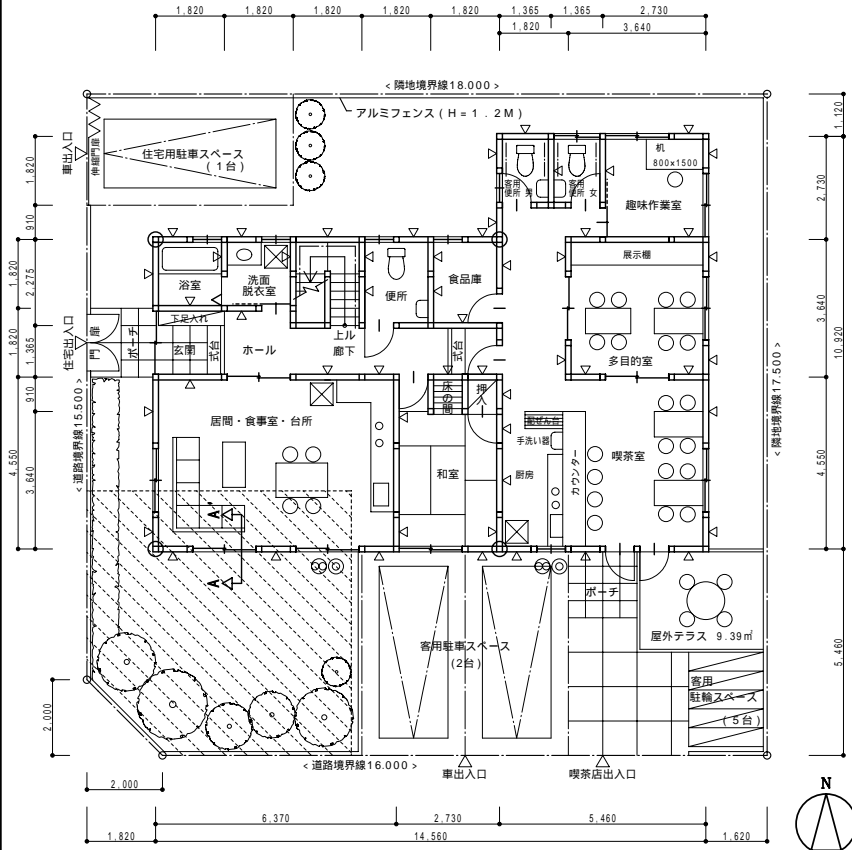 1,820 1,820 1,820 1,820 1,820 1,365 1,365 2,730
1,820 3,640
< 隣地境界線18.000 >
アルミフェンス ( H = 1 . 2 M )
車出入口
伸縮門扉
住宅用駐車スペース
(1台)
机
800x1500
客用
便所 男
客用
便所 女
趣味作業室
1,120
1,820
2,730
910
展示棚
浴室
洗面
脱衣室
便所
食品庫
1,820
2,275
3,640
10,920
住宅出入口
門扉
ポーチ
下足入れ
玄関
式台
ホール
上ル
廊下
式台
多目的室
1,820
1,365
< 道路境界線15.500 >
< 隣地境界線17.500 >
910
床の間
押入
居間・食事室・台所
配ぜん台
手洗い器
厨房
カウンター
喫茶室
和室
4,550
3,640
4,550
A'
A
ポーチ
屋外テラス 9.39㎡
客用駐車スペース
(2台)
客用
駐輪スペース
(5台)
5,460
2,000
< 道路境界線16.000 >
車出入口
喫茶店出入口
2,000
N
6,370 2,730 5,460
1,820 14,560 1,620